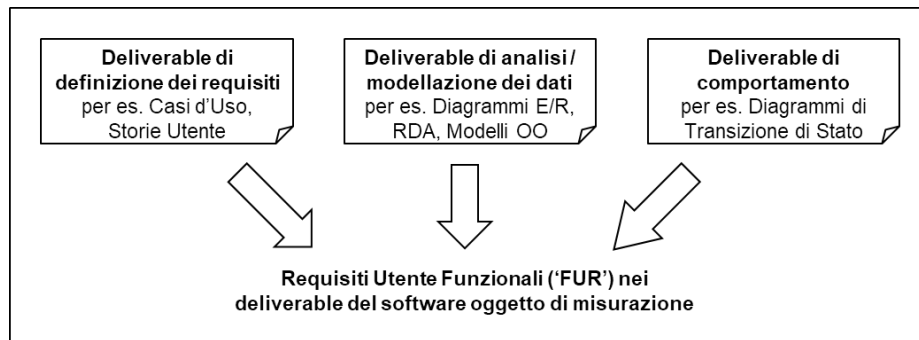 Deliverable di
definizione dei requisiti
per es. Casi d’Uso,
Storie Utente
Deliverable di analisi /
modellazione dei dati
per es. Diagrammi E/R,
RDA, Modelli OO
Deliverable di
comportamento
per es. Diagrammi di
Transizione di Stato
Requisiti Utente Funzionali (‘FUR’) nei
deliverable del software oggetto di misurazione